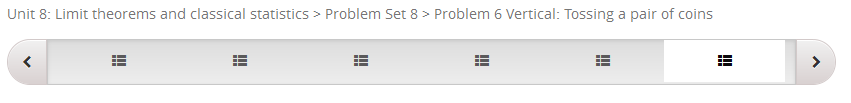 Unit 8: Limit theorems and classical statistics > Problem Set 8 > Problem 6 Vertical: Tossing a pair of coins